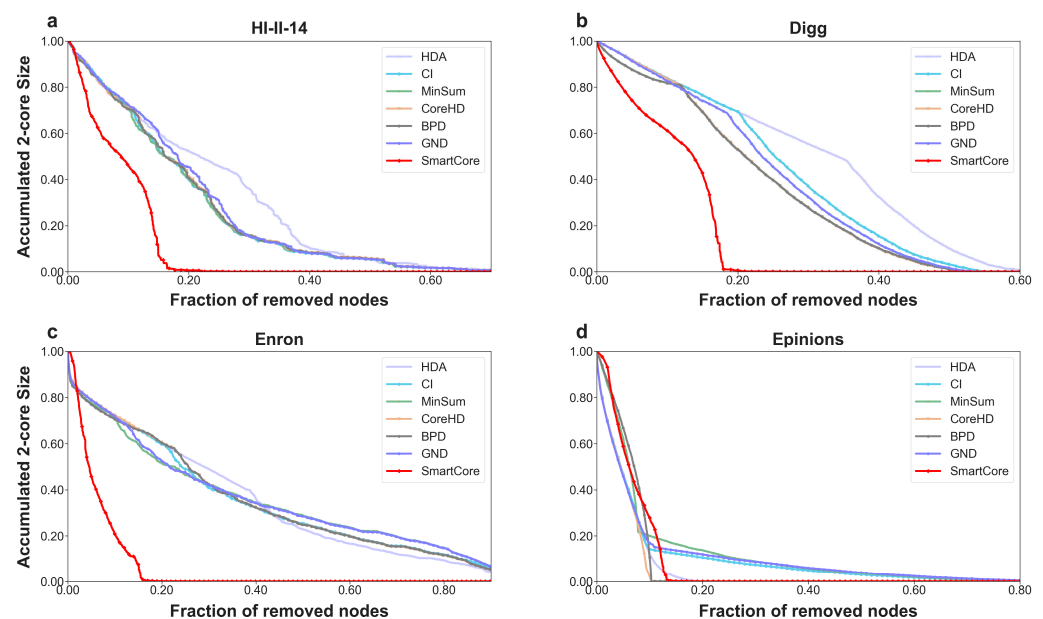 a
HI-II-14
Accumulated 2-core Size
1.00
0.80
0.60
0.40
0.20
0.00
HDA
CI
MinSum
CoreHD
BPD
GND
SmartCore
0.00 0.20 0.40 0.60
Fraction of removed nodes
b
Digg
1.00
0.80
0.60
0.40
0.20
0.00
HDA
CI
MinSum
CoreHD
BPD
GND
SmartCore
0.00 0.20 0.40 0.60
Fraction of removed nodes
c
Enron
Accumulated 2-core Size
1.00
0.80
0.60
0.40
0.20
0.00
HDA
CI
MinSum
CoreHD
BPD
GND
SmartCore
0.00 0.20 0.40 0.60 0.80
Fraction of removed nodes
d
Epinions
1.00
0.80
0.60
0.40
0.20
0.00
HDA
CI
MinSum
CoreHD
BPD
GND
SmartCore
0.00 0.20 0.40 0.60 0.80
Fraction of removed nodes